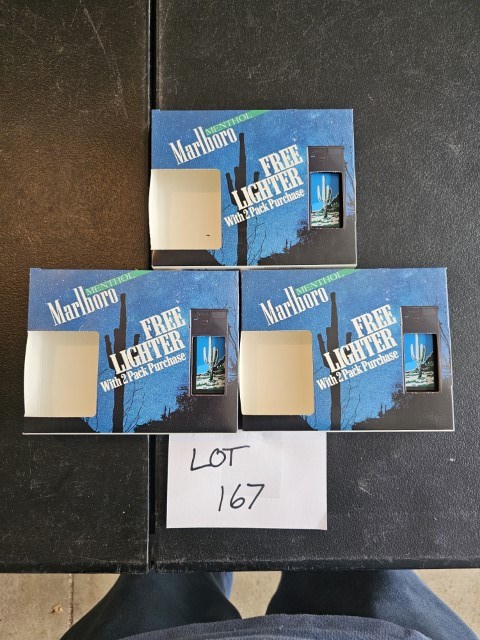 Marlboro
MENTHOL
FREE
LIGHTER
With 2 Pack Purchase
Marlboro
MENTHOL
FREE
LIGHTER
With 2 Pack Purchase
Marlboro
MENTHOL
FREE
LIGHTER
With 2 Pack Purchase
LOT
167